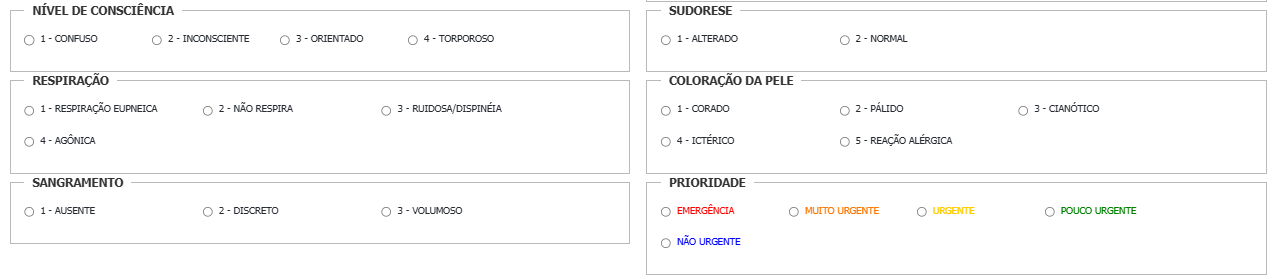 NÍVEL DE CONSCIÊNCIA
1 - CONFUSO 2 - INCONSCIENTE 3 - ORIENTADO 4 - TORPOROSO
RESPIRAÇÃO
1 - RESPIRAÇÃO EUPNEICA 2 - NÃO RESPIRA 3 - RUIDOSA/DISPINÉIA
4 - AGÔNICA
SANGRAMENTO
1 - AUSENTE 2 - DISCRETO 3 - VOLUMOSO
SUDORESE
1 - ALTERADO 2 - NORMAL
COLORAÇÃO DA PELE
1 - CORADO 2 - PÁLIDO 3 - CIANÓTICO
4 - ICTÉRICO 5 - REAÇÃO ALÉRGICA
PRIORIDADE
EMERGÊNCIA MUITO URGENTE URGENTE POUCO URGENTE
NÃO URGENTE